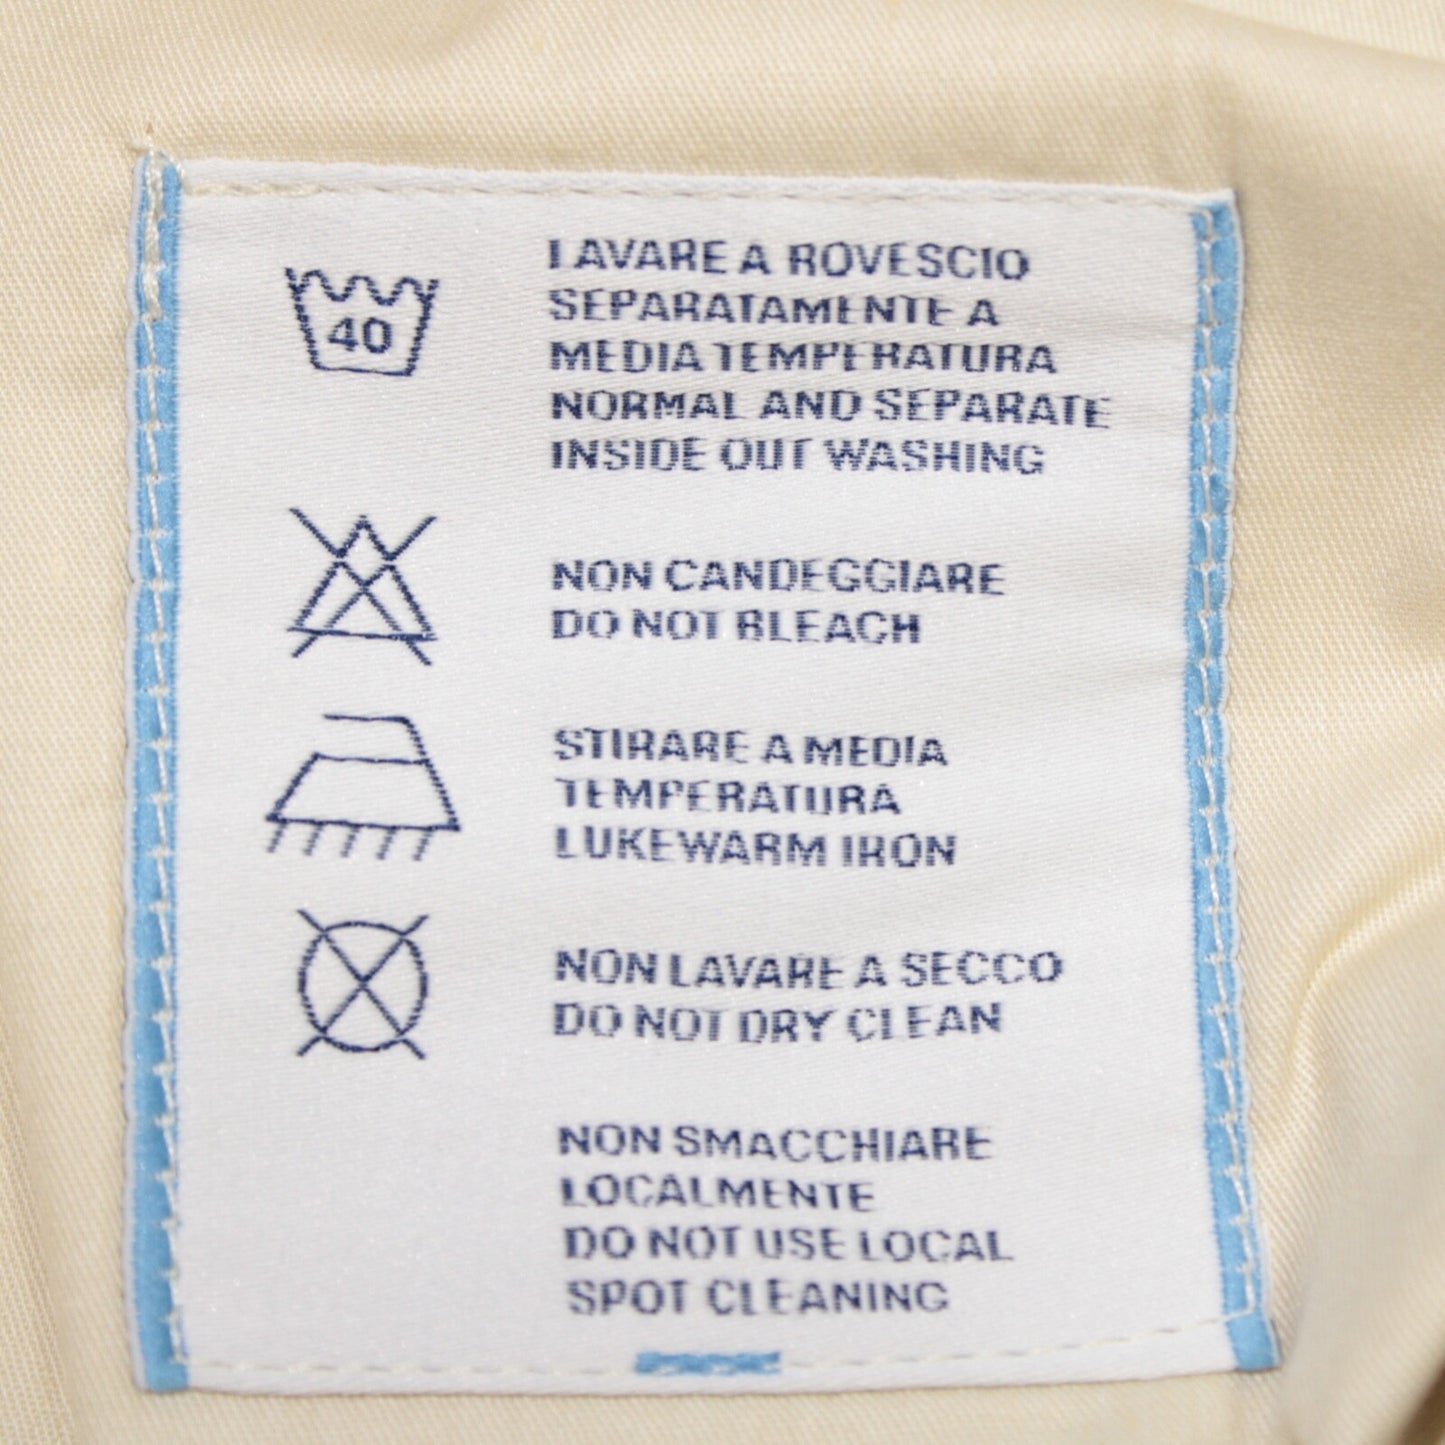 40
LAVARE A ROVESCIO
SEPARATAMENTE A
MEDIA TEMPERATURA
NORMAL AND SEPARATE
INSIDE OUT WASHING
NON CANDEGGIARE
DO NOT BLEACH
STIRARE A MEDIA
TEMPERATURA
LUKEWARM IRON
NON LAVARE A SECCO
DO NOT DRY CLEAN
NON SMACCHIARE
LOCALMENTE
DO NOT USE LOCAL
SPOT CLEANING